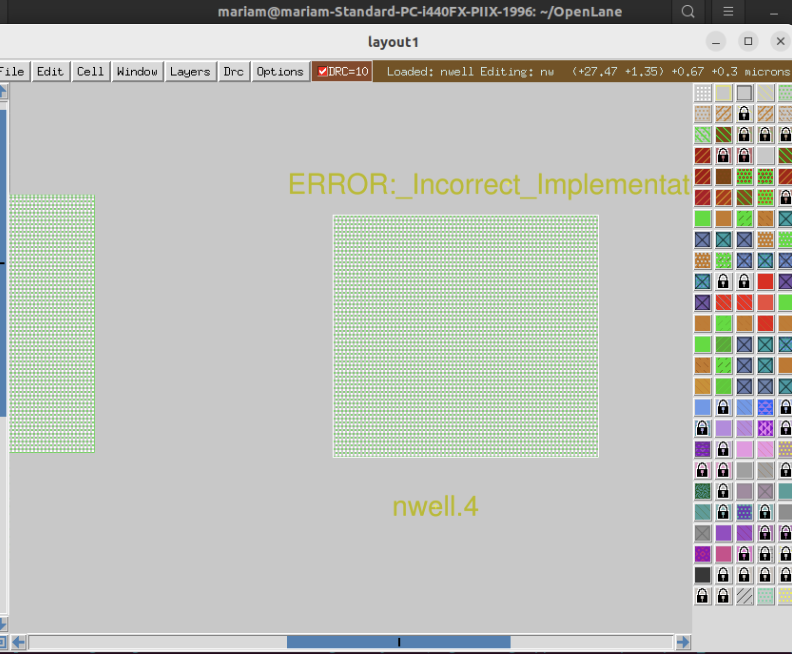 mariam@mariam-Standard-PC-i440FX-PIIX-1996: ~/OpenLane
layout1
File Edit Cell Window Layers Drc Options DRC=10 Loaded: nwell Editing: nw (+27.47 +1.35) +0.67 +0.3 microns
ERROR:_Incorrect_Implementat
nwell.4